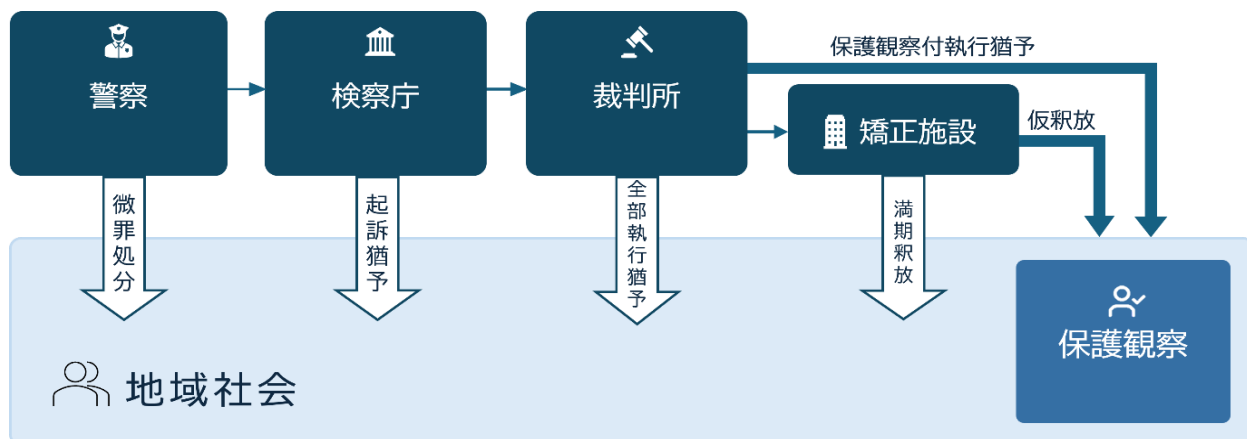 警察
検察庁
裁判所
保護観察付執行猶予
矯正施設
仮釈放
微罪処分
起訴猶予
全部執行猶予
満期釈放
保護観察
地域社会